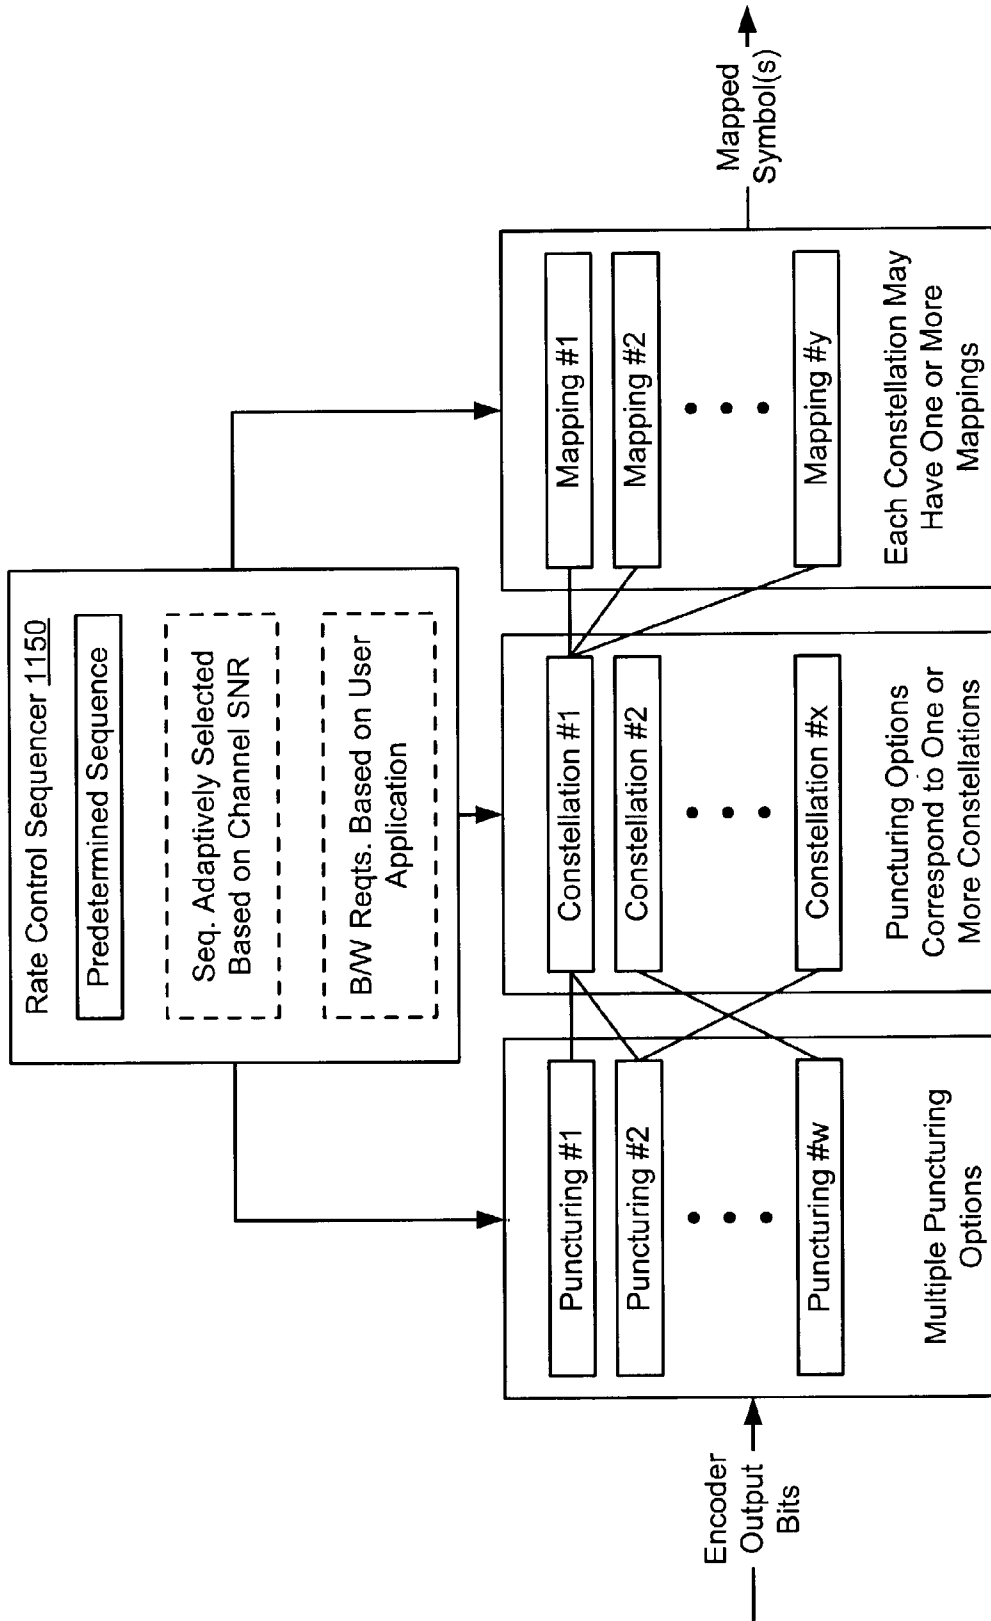 Rate Control Sequencer 1150
Predetermined Sequence
Seq. Adaptively Selected
Based on Channel SNR
B/W Reqts. Based on User
Application
Encoder
Output
Bits
Puncturing #1
Puncturing #2
Puncturing #w
Multiple Puncturing
Options
Constellation #1
Constellation #2
Constellation #x
Puncturing Options
Correspond to One or
More Constellations
Mapping #1
Mapping #2
Mapping #y
Each Constellation May
Have One or More
Mappings
Mapped
Symbol(s)